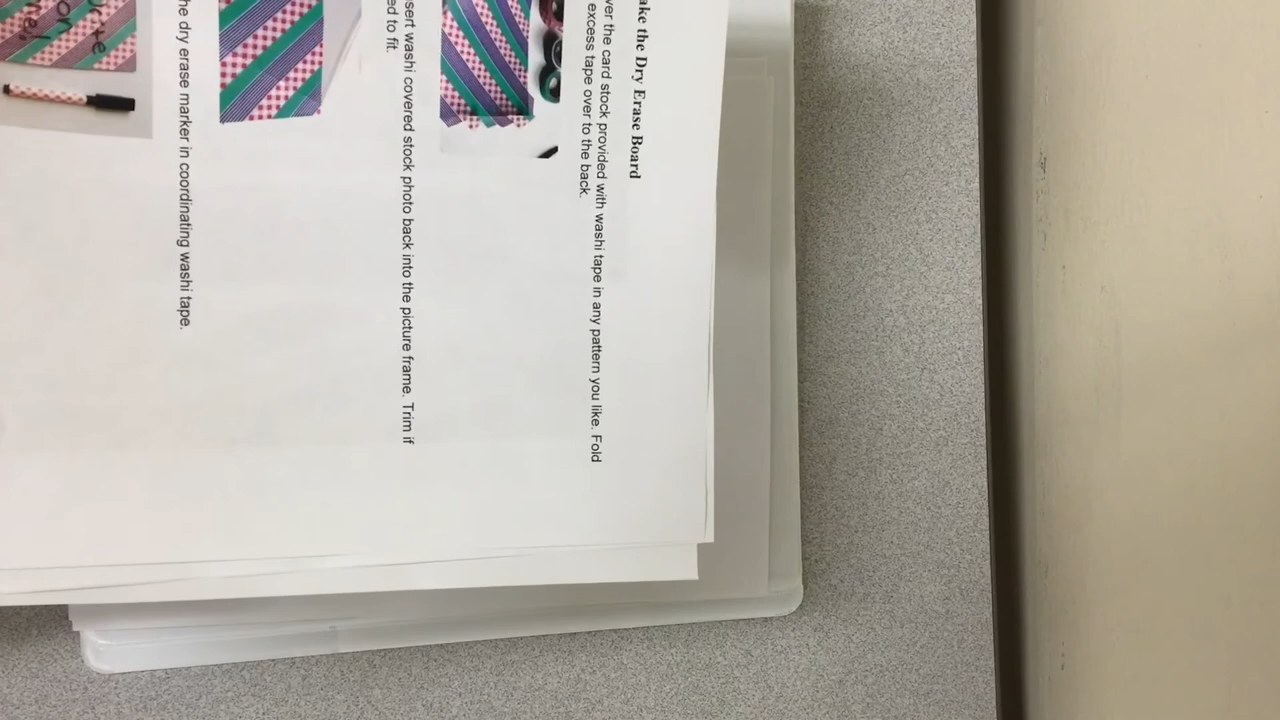 ake the Dry Erase Board
ver the card stock provided with washi tape in any pattern you like. Fold
excess tape over to the back.
sert washi covered stock photo back into the picture frame. Trim if
ed to fit.
he dry erase marker in coordinating washi tape.
on
me!